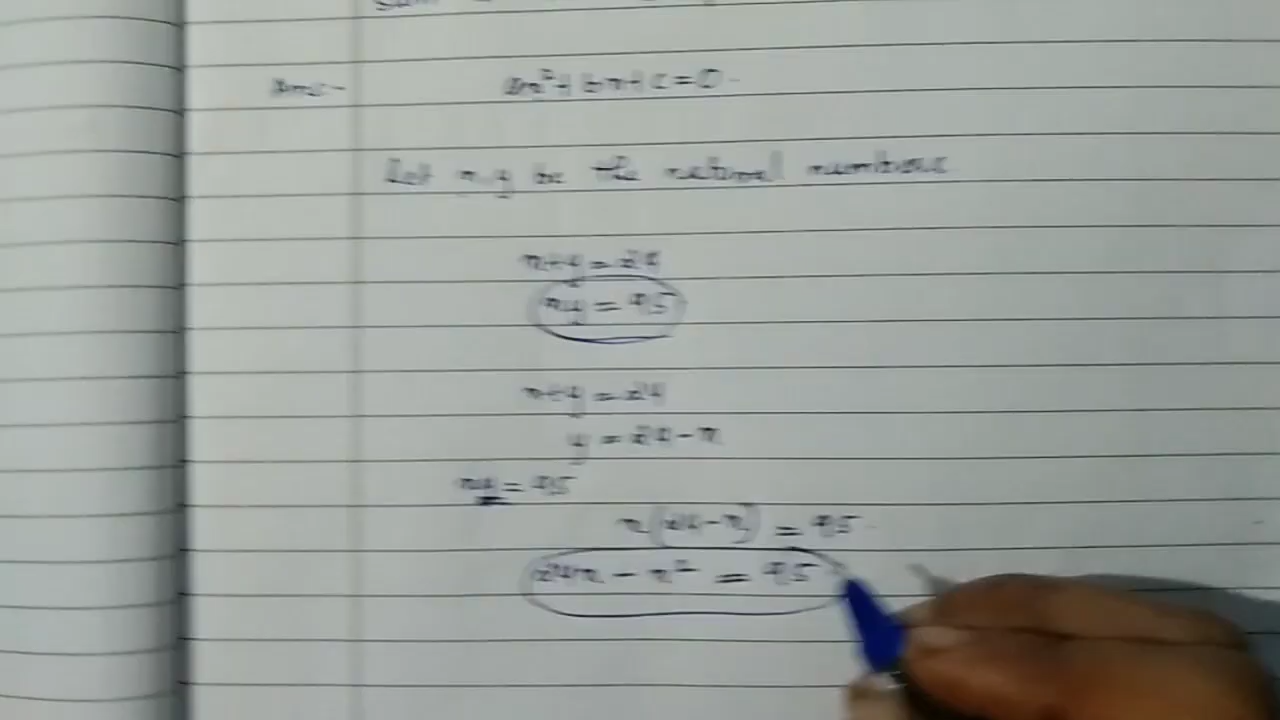 Ans:-
ax²+bx+c=0.
Let x,y be the natural numbers
x+y = 24
xy = 95
x+y = 24
y = 24-x
xy = 95
x(24-x) = 95
24x - x² = 95